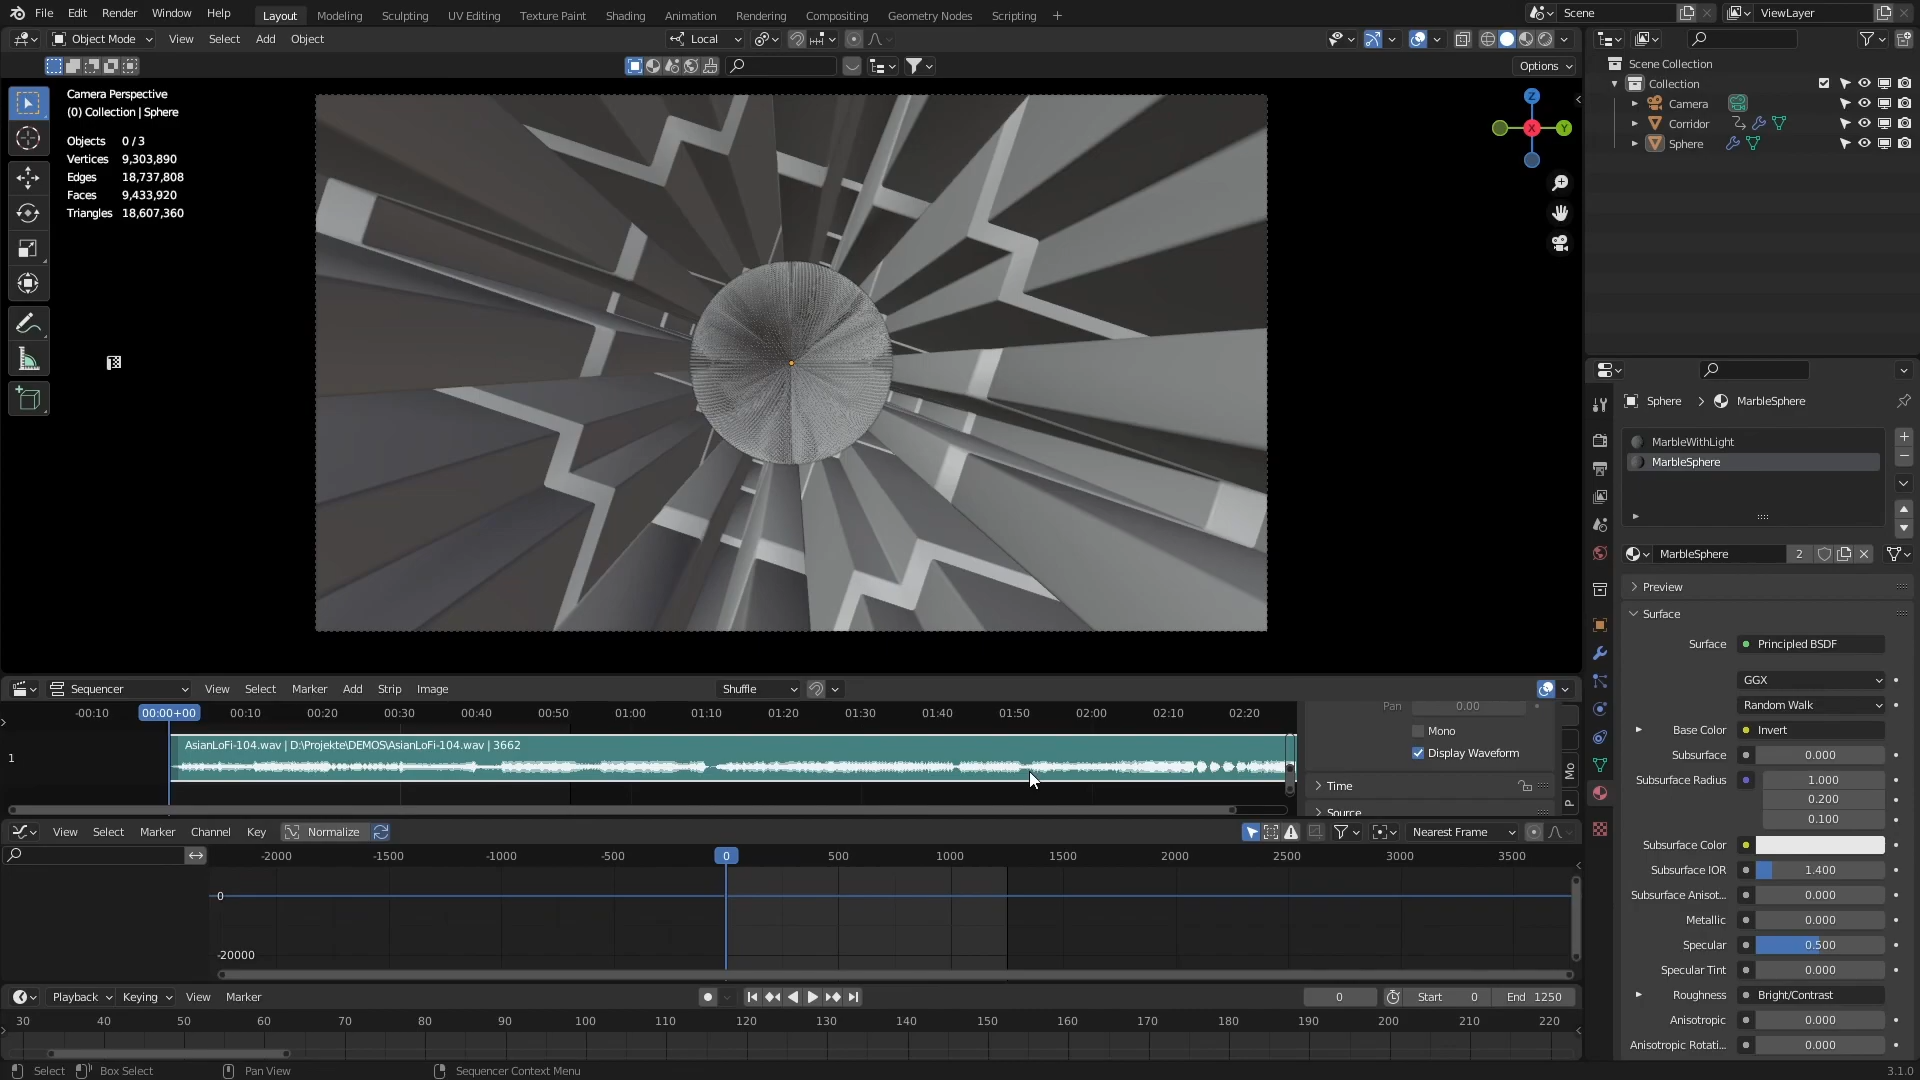 File Edit Render Window Help Layout Modeling Sculpting UV Editing Texture Paint Shading Animation Rendering Compositing Geometry Nodes Scripting + Scene ViewLayer
Object Mode View Select Add Object Local
Options
Scene Collection
Collection
Camera
Corridor
Sphere
Camera Perspective
(0) Collection | Sphere
Objects 0 / 3
Vertices 9,303,890
Edges 18,737,808
Faces 9,433,920
Triangles 18,607,360
Z
X
Y
Sphere > MarbleSphere
MarbleWithLight
MarbleSphere
MarbleSphere 2
Preview
Surface
Surface Principled BSDF
GGX
Random Walk
Base Color Invert
Subsurface 0.000
Subsurface Radius 1.000
0.200
0.100
Subsurface Color
Subsurface IOR 1.400
Subsurface Anisot... 0.000
Metallic 0.000
Specular 0.500
Specular Tint 0.000
Roughness Bright/Contrast
Anisotropic 0.000
Anisotropic Rotati... 0.000
Sequencer View Select Marker Add Strip Image Shuffle
-00:10 00:00+00 00:10 00:20 00:30 00:40 00:50 01:00 01:10 01:20 01:30 01:40 01:50 02:00 02:10 02:20
1
AsianLoFi-104.wav | D:\Projekte\DEMOS\AsianLoFi-104.wav | 3662
Pan 0.00
Mono
Display Waveform
Time
Source
Mo
P
View Select Marker Channel Key Normalize Nearest Frame
-2000 -1500 -1000 -500 0 500 1000 1500 2000 2500 3000 3500
0
-20000
Playback Keying View Marker 0 Start 0 End 1250
30 40 50 60 70 80 90 100 110 120 130 140 150 160 170 180 190 200 210 220
Select Box Select Pan View Sequencer Context Menu 3.1.0